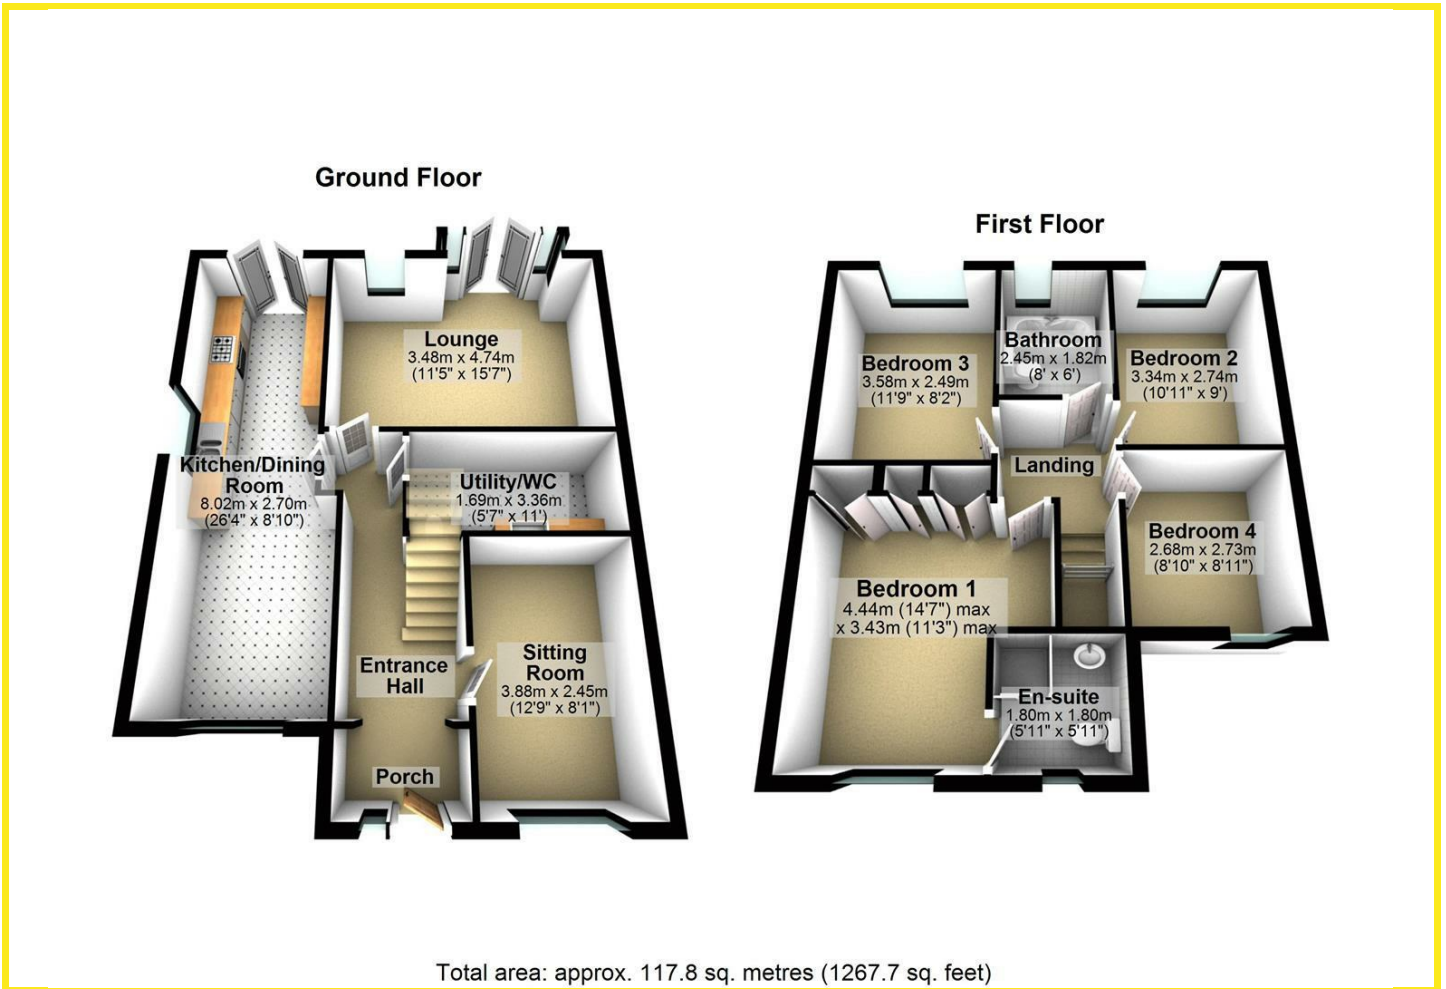 Ground Floor
Lounge
3.48m x 4.74m
(11'5" x 15'7")
Kitchen/Dining
Room
8.02m x 2.70m
(26'4" x 8'10")
Utility/WC
1.69m x 3.36m
(5'7" x 11')
Entrance
Hall
Sitting
Room
3.88m x 2.45m
(12'9" x 8'1")
Porch
First Floor
Bedroom 3
3.58m x 2.49m
(11'9" x 8'2")
Bathroom
2.45m x 1.82m
(8' x 6')
Bedroom 2
3.34m x 2.74m
(10'11" x 9')
Landing
Bedroom 4
2.68m x 2.73m
(8'10" x 8'11")
Bedroom 1
4.44m (14'7") max
x 3.43m (11'3") max
En-suite
1.80m x 1.80m
(5'11" x 5'11")
Total area: approx. 117.8 sq. metres (1267.7 sq. feet)